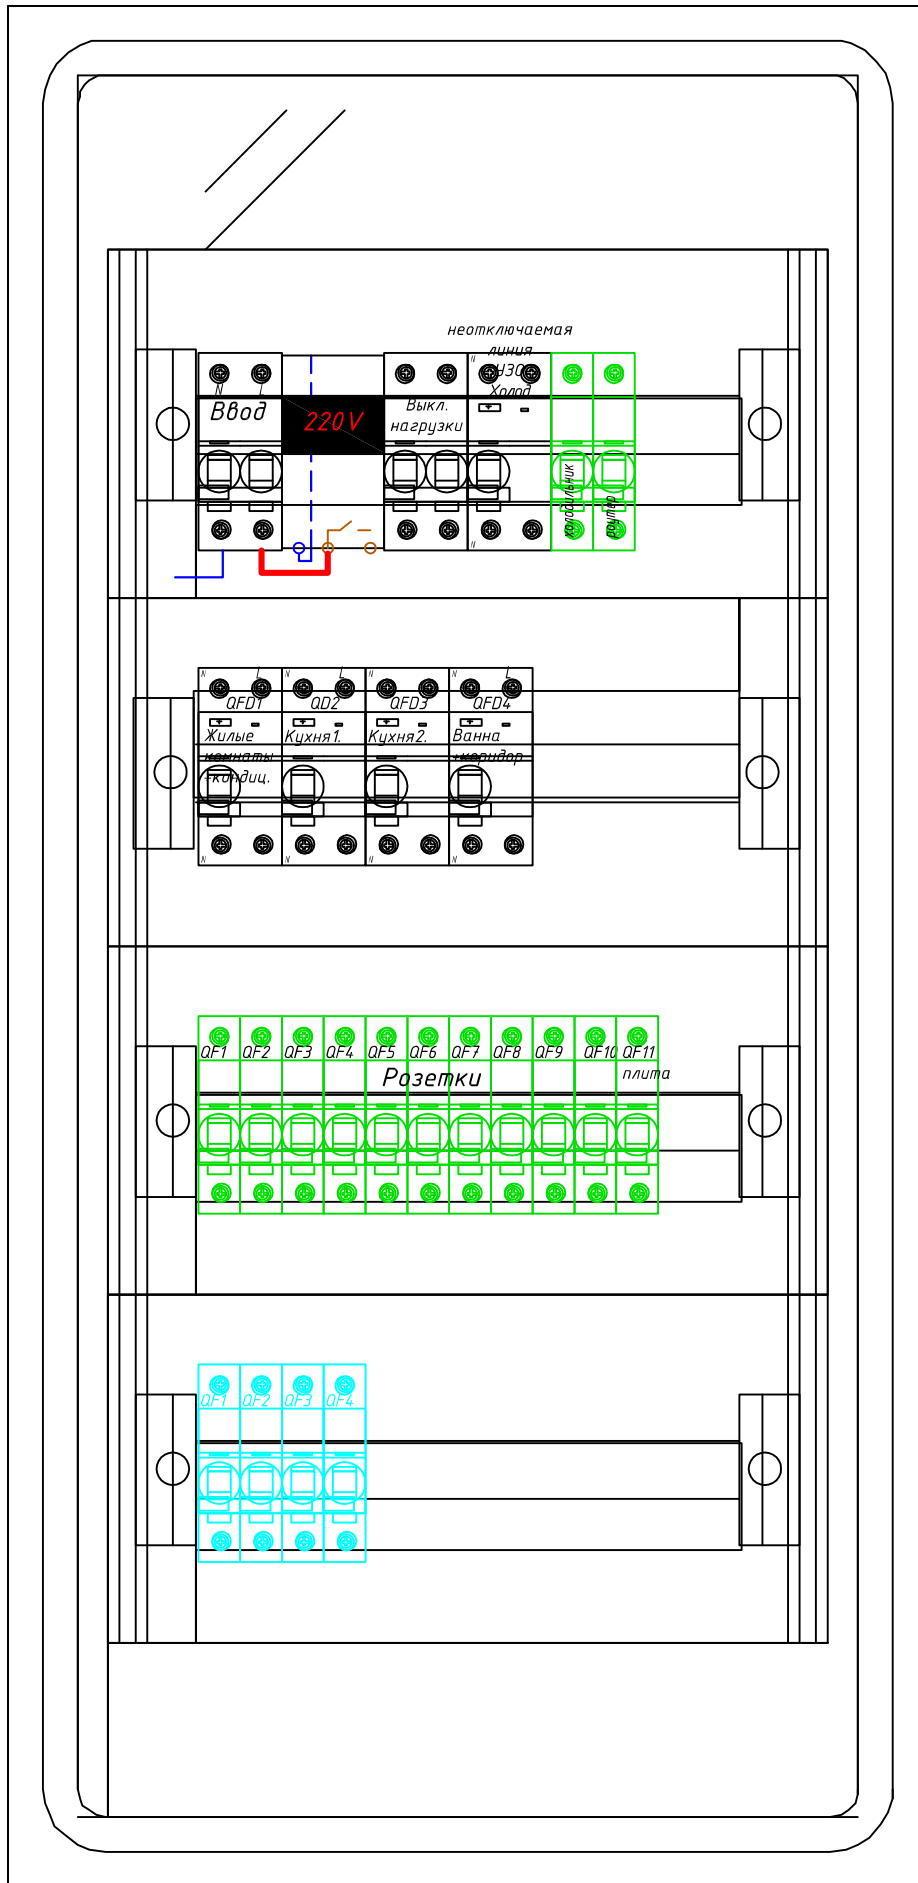 неотключаемая
линия
УЗО
Холод
N
N L
Ввод
220V
Выкл.
нагрузки
холодильник
роутер
N
N L N L N N L
QFD1 QD2 QFD3 QFD4
Жилые
комнаты
+кондиц.
Кухня1.
Кухня2.
Ванна
+коридор
N N N N
QF1 QF2 QF3 QF4 QF5 QF6 QF7 QF8 QF9 QF10 QF11
Розетки
плита
QF1 QF2 QF3 QF4